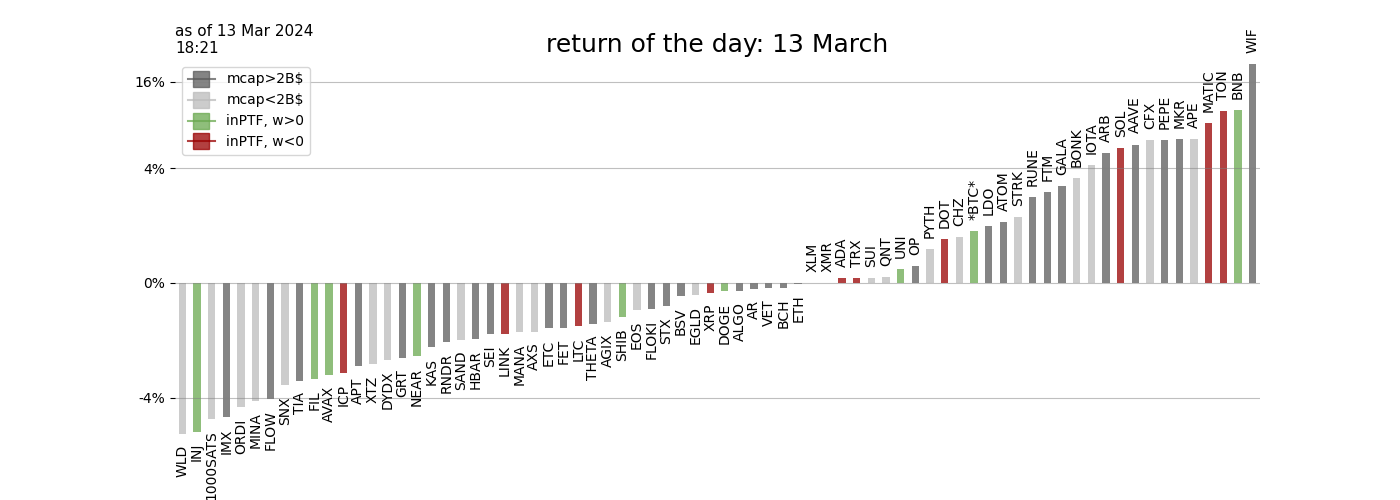 as of 13 Mar 2024
18:21
return of the day: 13 March
mcap>2B$
mcap<2B$
inPTF, w>0
inPTF, w<0
16%
4%
0%
-4%
WLD
INJ
1000SATS
IMX
ORDI
MINA
FLOW
SNX
TIA
FIL
AVAX
ICP
APT
XTZ
DYDX
GRT
NEAR
KAS
RNDR
SAND
HBAR
SEI
LINK
MANA
AXS
ETC
FET
LTC
THETA
AGIX
SHIB
EOS
FLOKI
STX
BSV
EGLD
XRP
DOGE
ALGO
AR
VET
BCH
ETH
XLM
XMR
ADA
TRX
SUI
QNT
UNI
OP
PYTH
DOT
CHZ
*BTC*
LDO
ATOM
STRK
RUNE
FTM
GALA
BONK
IOTA
ARB
SOL
AAVE
CFX
PEPE
MKR
APE
MATIC
TON
BNB
WIF